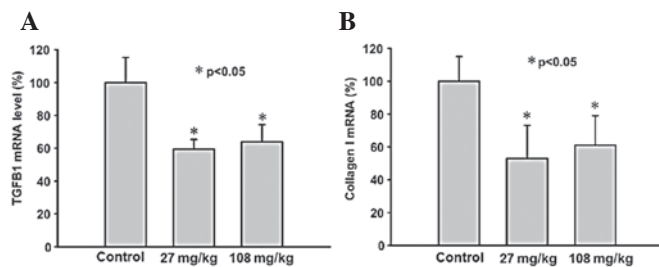 A
TGFB1 mRNA level (%)
120
100
80
60
40
20
0
* p<0.05
*
*
Control 27 mg/kg 108 mg/kg
B
Collagen I mRNA (%)
120
100
80
60
40
20
0
* p<0.05
*
*
Control 27 mg/kg 108 mg/kg